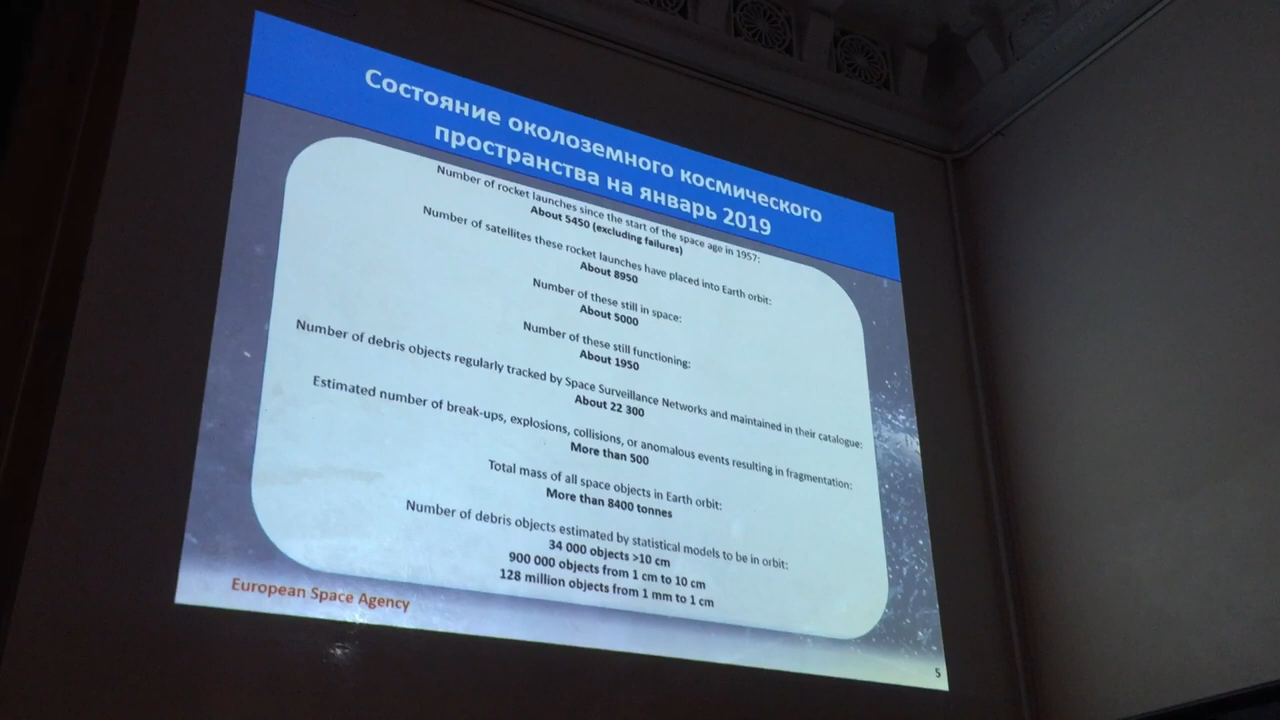 Состояние околоземного космического
пространства на январь 2019
Number of rocket launches since the start of the space age in 1957:
About 5450 (excluding failures)
Number of satellites these rocket launches have placed into Earth orbit:
About 8950
Number of these still in space:
About 5000
Number of these still functioning:
About 1950
Number of debris objects regularly tracked by Space Surveillance Networks and maintained in their catalogue:
About 22 300
Estimated number of break-ups, explosions, collisions, or anomalous events resulting in fragmentation:
More than 500
Total mass of all space objects in Earth orbit:
More than 8400 tonnes
Number of debris objects estimated by statistical models to be in orbit:
34 000 objects >10 cm
900 000 objects from 1 cm to 10 cm
128 million objects from 1 mm to 1 cm
European Space Agency
5